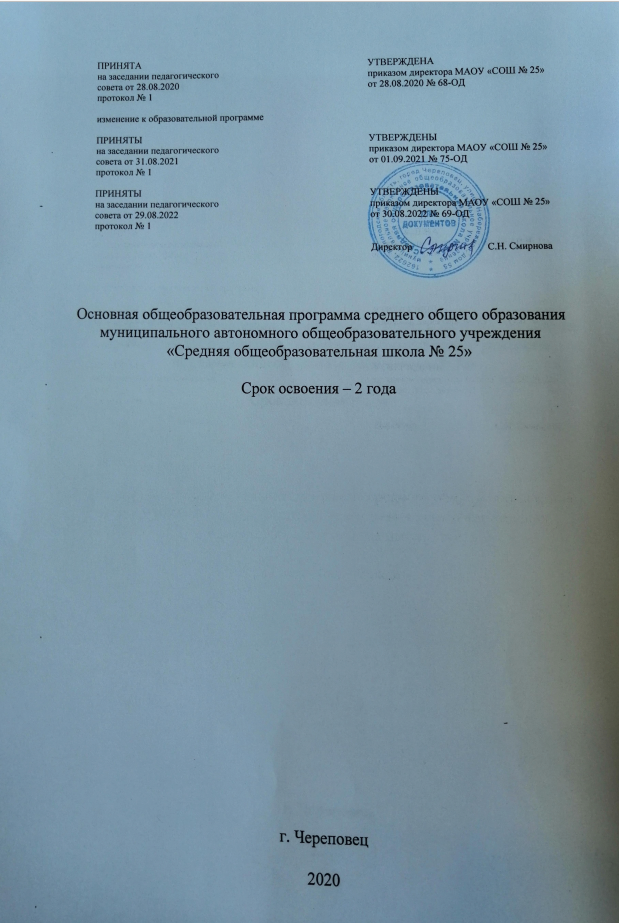 ПРИНЯТА
на заседании педагогического
совета от 28.08.2020
протокол № 1
УТВЕРЖДЕНА
приказом директора МАОУ «СОШ № 25»
от 28.08.2020 № 68-ОД
изменение к образовательной программе
ПРИНЯТЫ
на заседании педагогического
совета от 31.08.2021
протокол № 1
УТВЕРЖДЕНЫ
приказом директора МАОУ «СОШ № 25»
от 01.09.2021 № 75-ОД
ПРИНЯТЫ
на заседании педагогического
совета от 29.08.2022
протокол № 1
УТВЕРЖДЕНЫ
приказом директора МАОУ «СОШ № 25»
от 30.08.2022 № 69-ОД
ДОКУМЕНТОВ
Директор С.Н. Смирнова
Основная общеобразовательная программа среднего общего образования
муниципального автономного общеобразовательного учреждения
«Средняя общеобразовательная школа № 25»
Срок освоения – 2 года
г. Череповец
2020